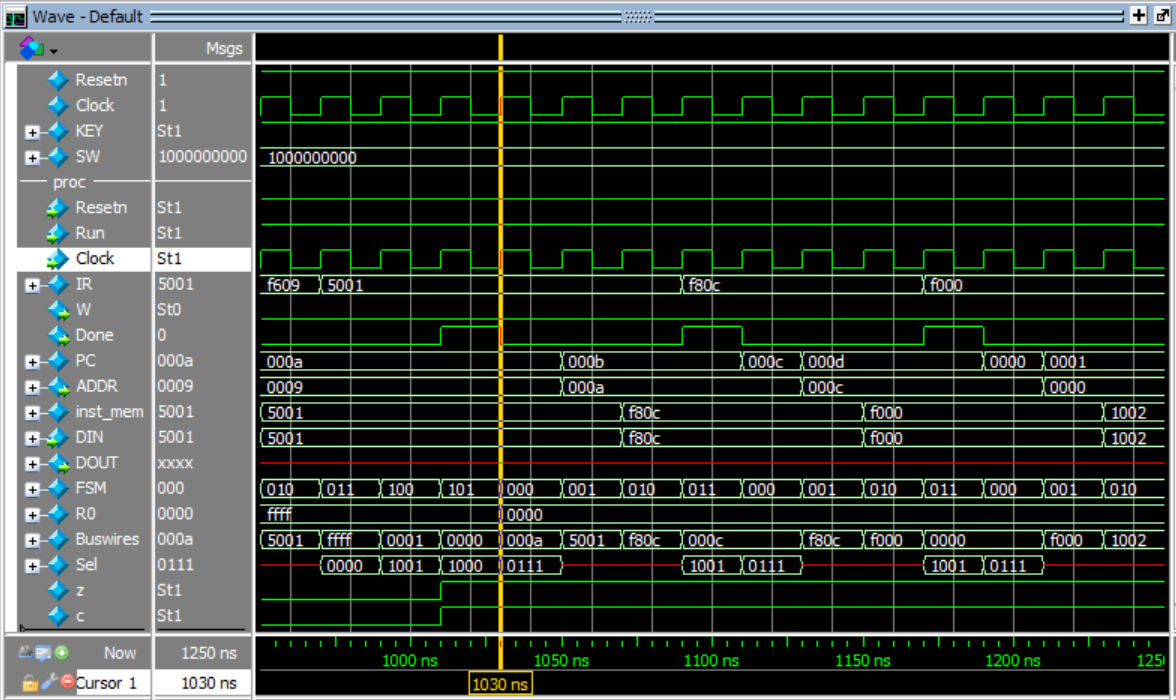 Wave - Default
Msgs
Resetn 1
Clock 1
KEY St1
SW 1000000000 1000000000
proc
Resetn St1
Run St1
Clock St1
IR 5001 f609 5001 f80c f000
W St0
Done 0
PC 000a 000a 000b 000c 000d 0000 0001
ADDR 0009 0009 000a 000c 0000
inst_mem 5001 5001 f80c f000 1002
DIN 5001 5001 f80c f000 1002
DOUT xxxx
FSM 000 010 011 100 101 000 001 010 011 000 001 010 011 000 001 010
R0 0000 ffff 0000
Buswires 000a 5001 ffff 0001 0000 000a 5001 f80c 000c f80c f000 0000 f000 1002
Sel 0111 0000 1001 1000 0111 1001 0111 1001 0111
z St1
c St1
Now 1250 ns 1000 ns 1050 ns 1100 ns 1150 ns 1200 ns 1250
Cursor 1 1030 ns 1030 ns